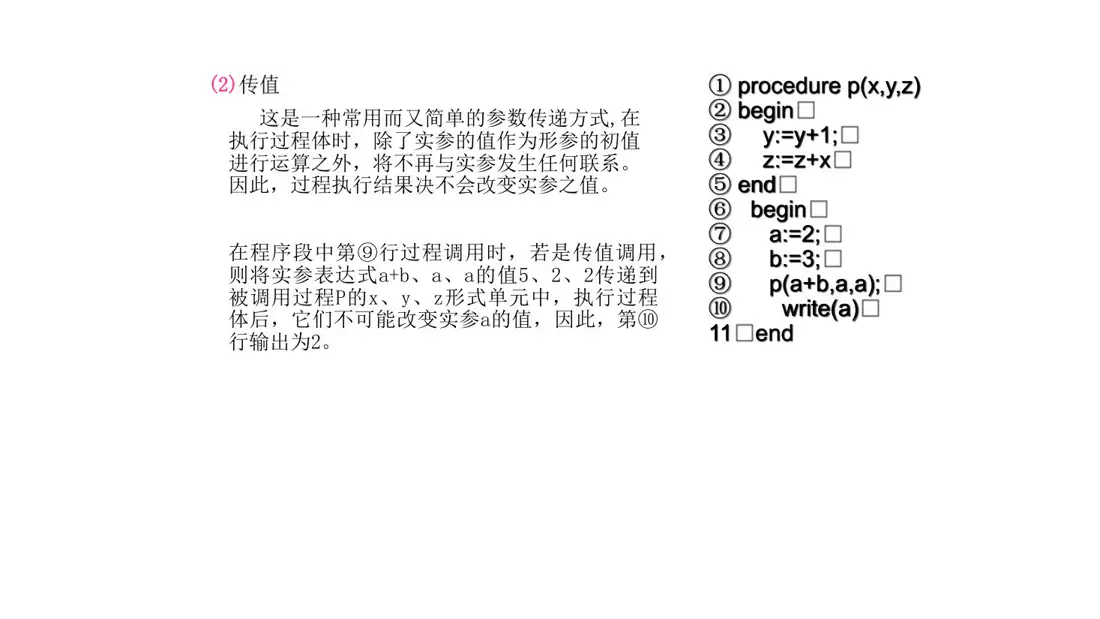 (2)传值
这是一种常用而又简单的参数传递方式,在
执行过程体时，除了实参的值作为形参的初值
进行运算之外，将不再与实参发生任何联系。
因此，过程执行结果决不会改变实参之值。
在程序段中第⑨行过程调用时，若是传值调用，
则将实参表达式a+b、a、a的值5、2、2传递到
被调用过程P的x、y、z形式单元中，执行过程
体后，它们不可能改变实参a的值，因此，第⑩
行输出为2。
① procedure p(x,y,z)
② begin□
③ y:=y+1;□
④ z:=z+x□
⑤ end□
⑥ begin□
⑦ a:=2;□
⑧ b:=3;□
⑨ p(a+b,a,a);□
⑩ write(a)□
11□end